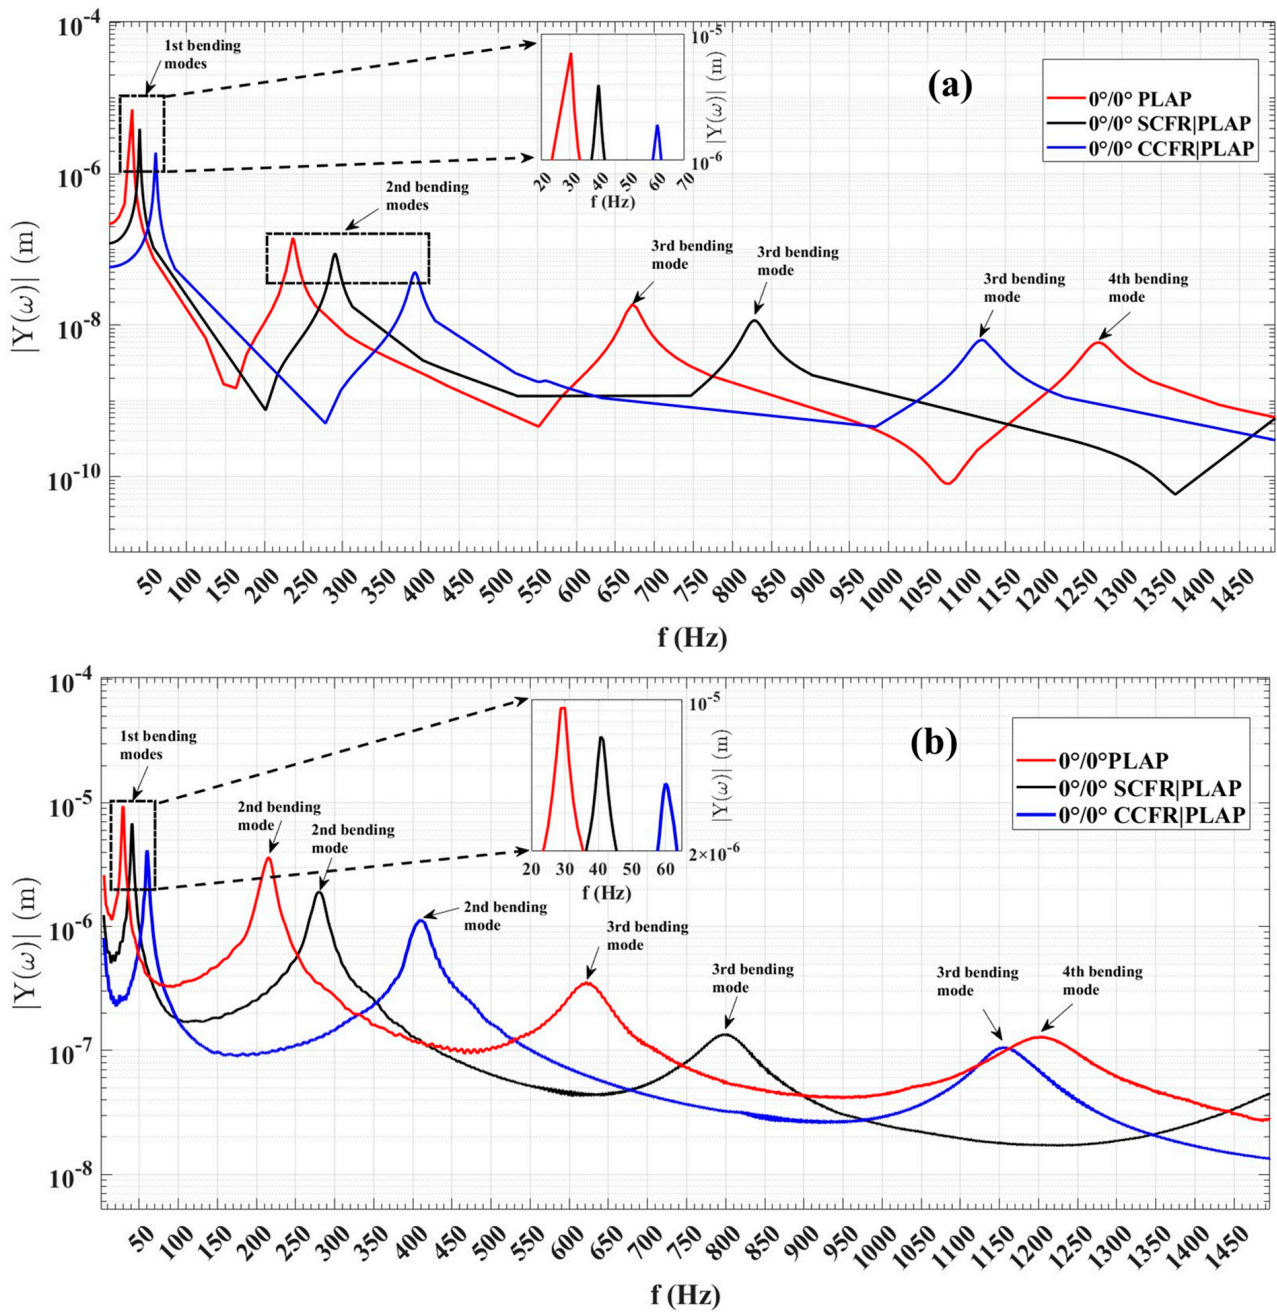 10⁻⁴
10⁻⁶
10⁻⁸
10⁻¹⁰
|Y(ω)| (m)
1st bending
modes
2nd bending
modes
10⁻⁵
10⁻⁶
|Y(ω)| (m)
20 30 40 50 60 70
f (Hz)
(a)
0°/0° PLAP
0°/0° SCFR|PLAP
0°/0° CCFR|PLAP
3rd bending
mode
3rd bending
mode
3rd bending
mode
4th bending
mode
50 100 150 200 250 300 350 400 450 500 550 600 650 700 750 800 850 900 950 1000 1050 1100 1150 1200 1250 1300 1350 1400 1450
f (Hz)
10⁻⁴
10⁻⁵
10⁻⁶
10⁻⁷
10⁻⁸
|Y(ω)| (m)
1st bending
modes
2nd bending
mode
2nd bending
mode
2nd bending
mode
10⁻⁵
2×10⁻⁶
|Y(ω)| (m)
20 30 40 50 60
f (Hz)
(b)
0°/0°PLAP
0°/0° SCFR|PLAP
0°/0° CCFR|PLAP
3rd bending
mode
3rd bending
mode
3rd bending
mode
4th bending
mode
50 100 150 200 250 300 350 400 450 500 550 600 650 700 750 800 850 900 950 1000 1050 1100 1150 1200 1250 1300 1350 1400 1450
f (Hz)